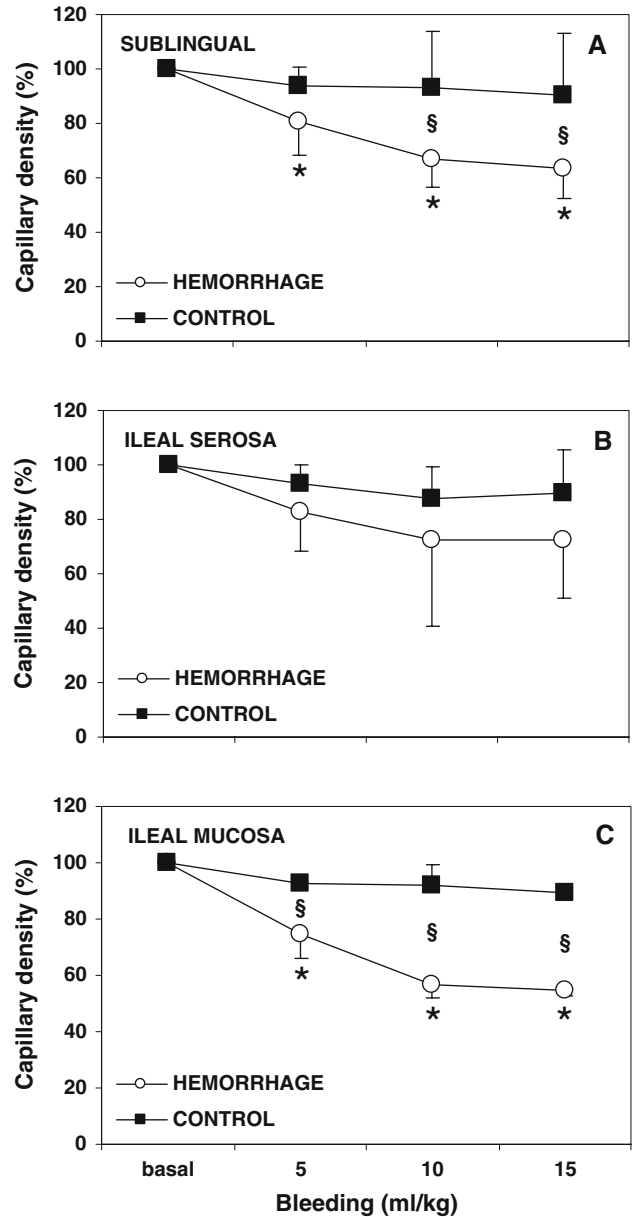 120
SUBLINGUAL A
100
80 § §
60 * * *
40
20 HEMORRHAGE
CONTROL
0
Capillary density (%)
120
ILEAL SEROSA B
100
80
60
40
20 HEMORRHAGE
CONTROL
0
Capillary density (%)
120
ILEAL MUCOSA C
100
80 § § §
60 * * *
40
20 HEMORRHAGE
CONTROL
0
Capillary density (%)
basal 5 10 15
Bleeding (ml/kg)